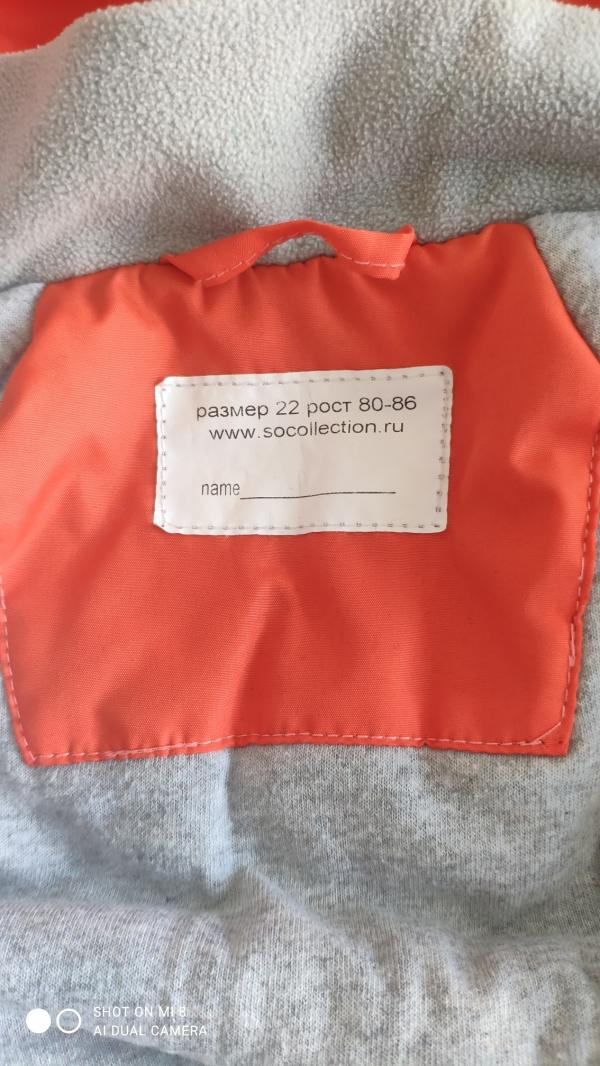 размер 22 рост 80-86
www.socollection.ru
name
SHOT ON MI 8
AI DUAL CAMERA